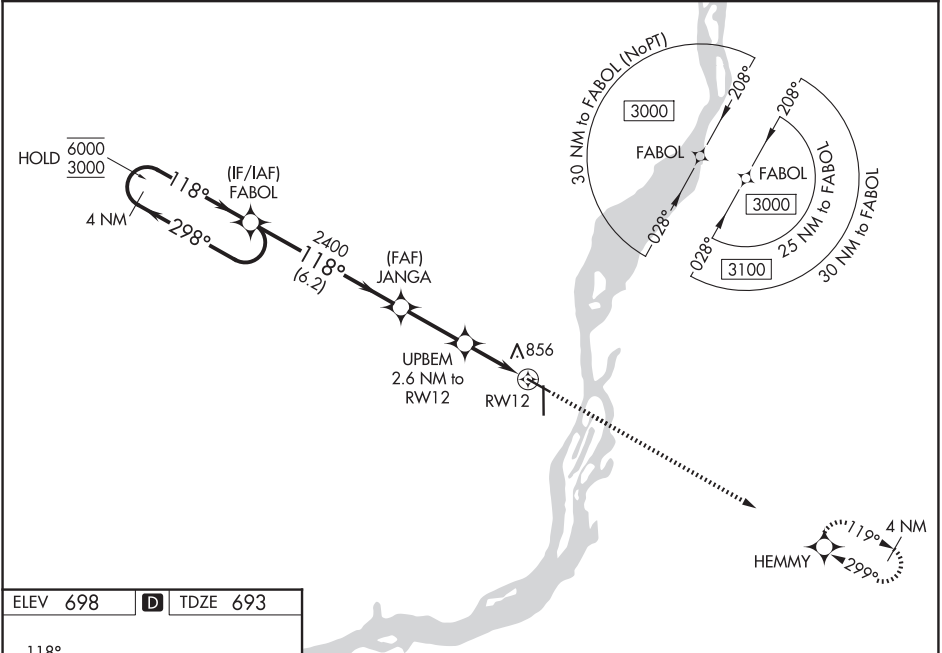 HOLD 6000
3000
118°
4 NM
298°
(IF/IAF)
FABOL
2400
118°
(6.2)
(FAF)
JANGA
UPBEM
2.6 NM to
RW12
856
RW12
30 NM to FABOL (NoPT)
3000
208°
FABOL
028°
208°
FABOL
3000
028°
25 NM to FABOL
3100
30 NM to FABOL
119°
4 NM
HEMMY
299°
ELEV 698 D TDZE 693
118°